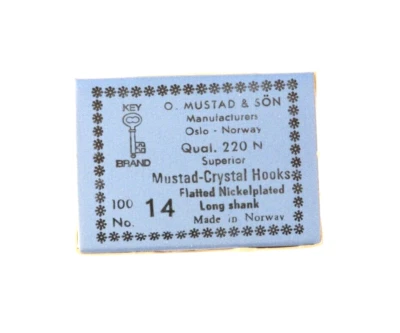 KEY
BRAND
O. MUSTAD & SÖN
Manufacturers
Oslo - Norway
Qual. 220 N
Superior
Mustad-Crystal Hooks
Flatted Nickelplated
100 No. 14
Long shank
Made in Norway